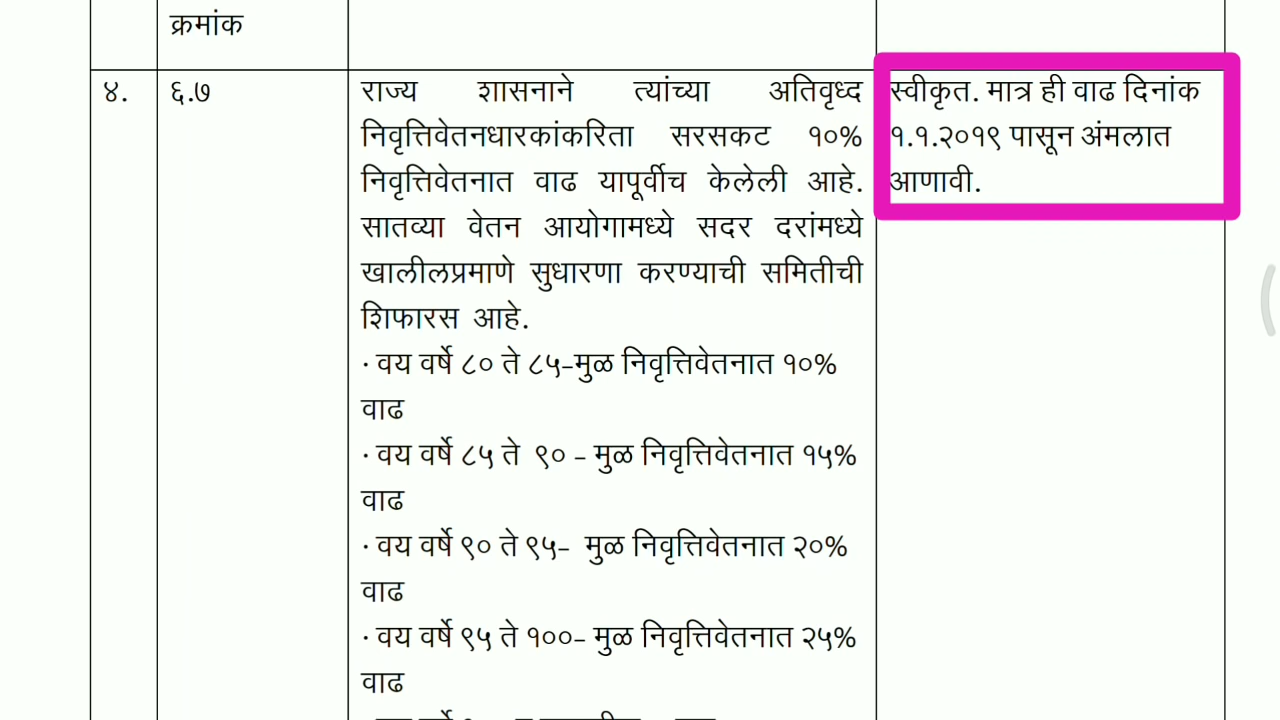 क्रमांक
४.
६.७
राज्य शासनाने त्यांच्या अतिवृध्द
निवृत्तिवेतनधारकांकरिता सरसकट १०%
निवृत्तिवेतनात वाढ यापूर्वीच केलेली आहे.
सातव्या वेतन आयोगामध्ये सदर दरांमध्ये
खालीलप्रमाणे सुधारणा करण्याची समितीची
शिफारस आहे.
· वय वर्षे ८० ते ८५-मुळ निवृत्तिवेतनात १०%
वाढ
· वय वर्षे ८५ ते ९० – मुळ निवृत्तिवेतनात १५%
वाढ
· वय वर्षे ९० ते ९५– मुळ निवृत्तिवेतनात २०%
वाढ
· वय वर्षे ९५ ते १००– मुळ निवृत्तिवेतनात २५%
वाढ
स्वीकृत. मात्र ही वाढ दिनांक
१.१.२०१९ पासून अंमलात
आणावी.